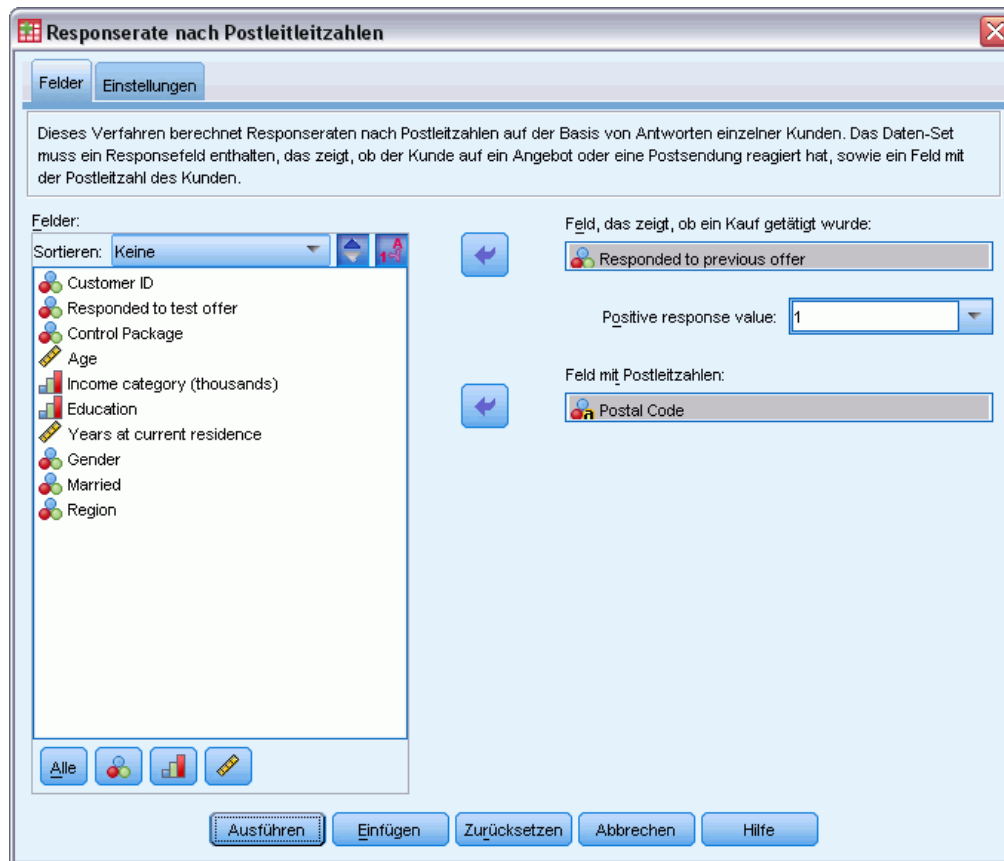 Responserate nach Postleitleitzahlen
Felder
Einstellungen
Dieses Verfahren berechnet Responseraten nach Postleitzahlen auf der Basis von Antworten einzelner Kunden. Das Daten-Set
muss ein Responsefeld enthalten, das zeigt, ob der Kunde auf ein Angebot oder eine Postsendung reagiert hat, sowie ein Feld mit
der Postleitzahl des Kunden.
Felder:
Sortieren: Keine
Customer ID
Responded to test offer
Control Package
Age
Income category (thousands)
Education
Years at current residence
Gender
Married
Region
Alle
Feld, das zeigt, ob ein Kauf getätigt wurde:
Responded to previous offer
Positive response value: 1
Feld mit Postleitzahlen:
Postal Code
Ausführen
Einfügen
Zurücksetzen
Abbrechen
Hilfe